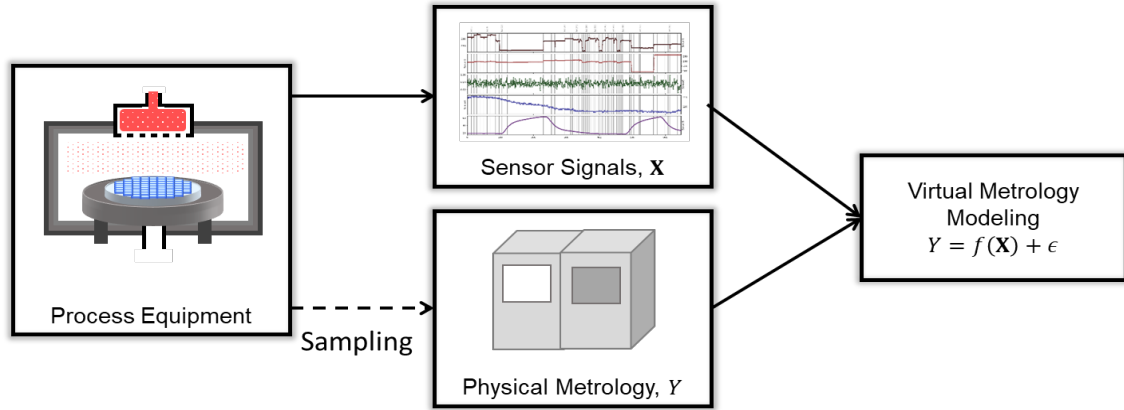 Process Equipment
Sampling
Sensor Signals, X
Physical Metrology, Y
Virtual Metrology
Modeling
Y = f(X) + ϵ